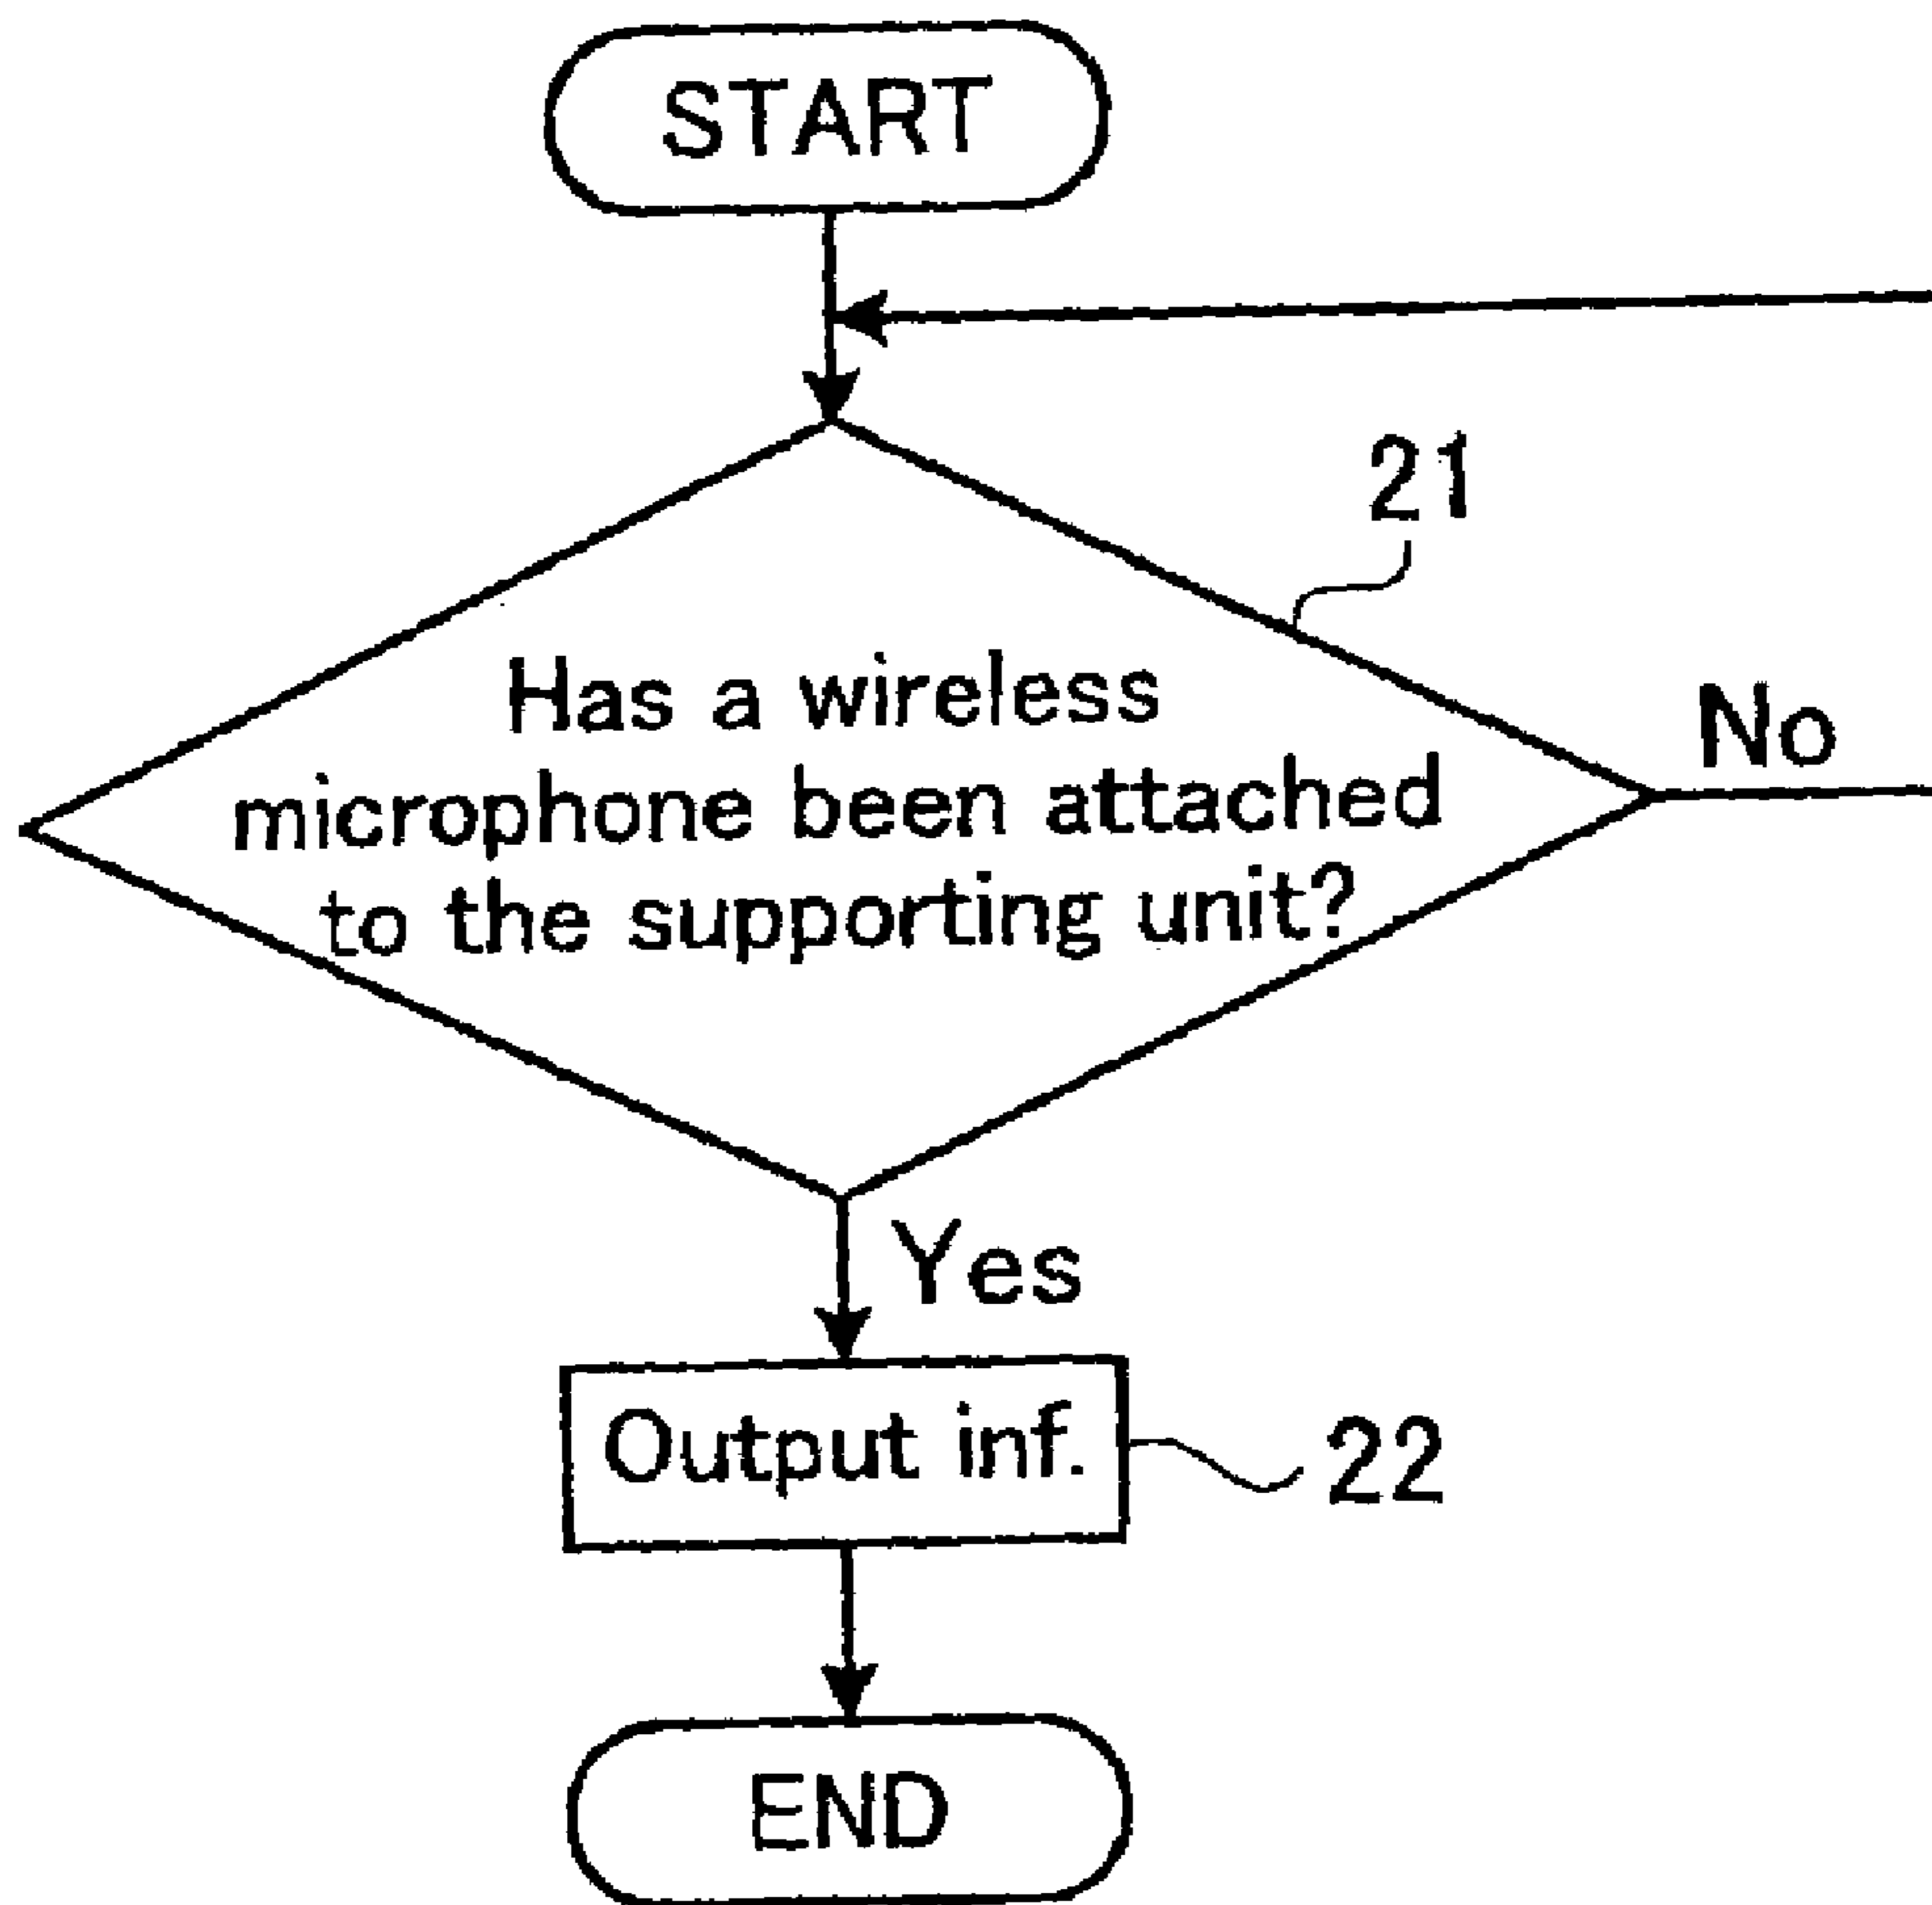 START
21
Has a wireless
microphone been attached
to the supporting unit?
No
Yes
Output inf.
22
END